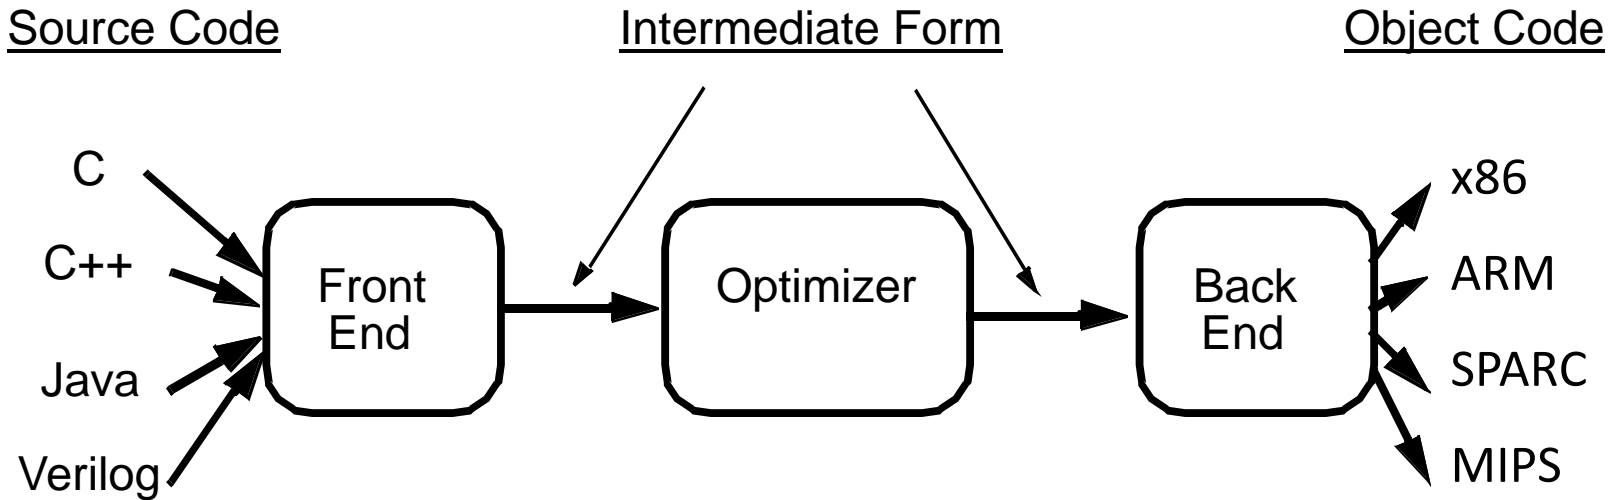 Source Code
Intermediate Form
Object Code
C
C++
Java
Verilog
Front
End
Optimizer
Back
End
x86
ARM
SPARC
MIPS